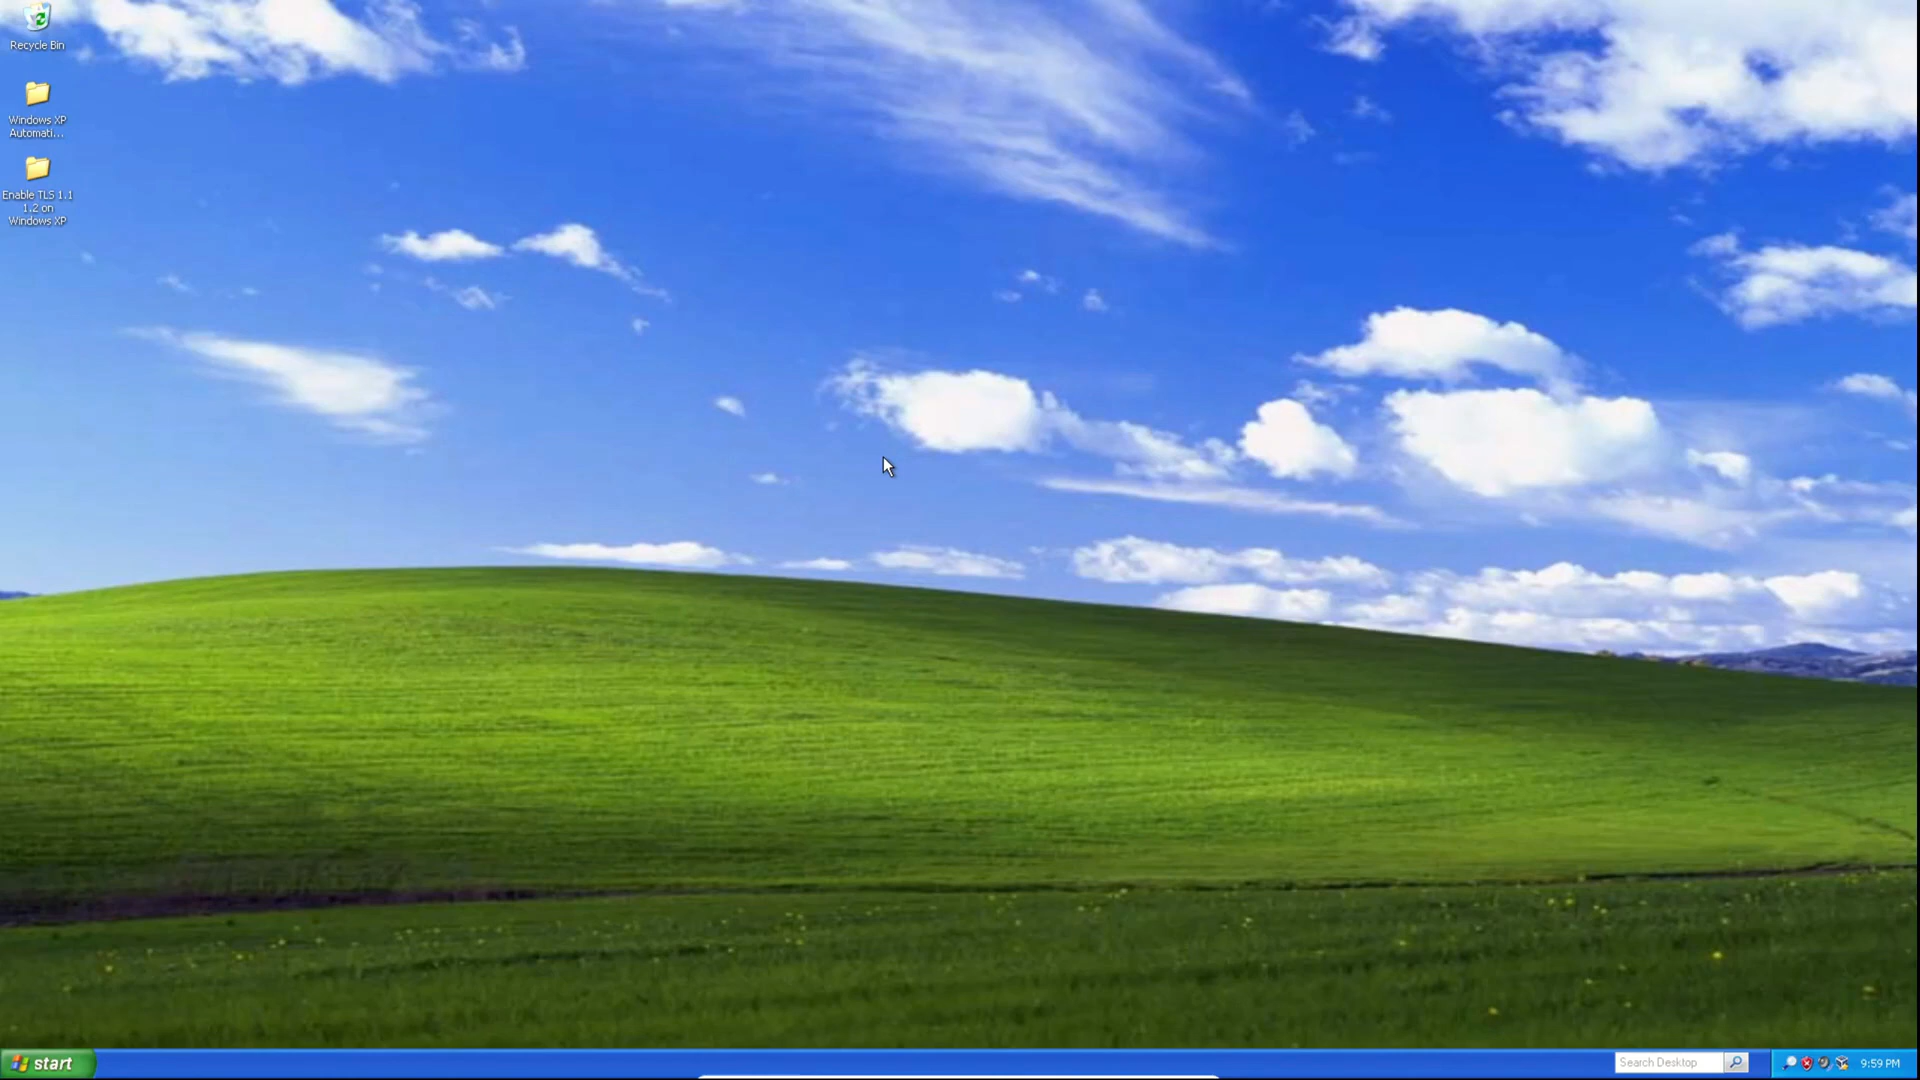 Recycle Bin
Windows XP
Automati...
Enable TLS 1.1
1.2 on
Windows XP
start
Search Desktop
9:59 PM